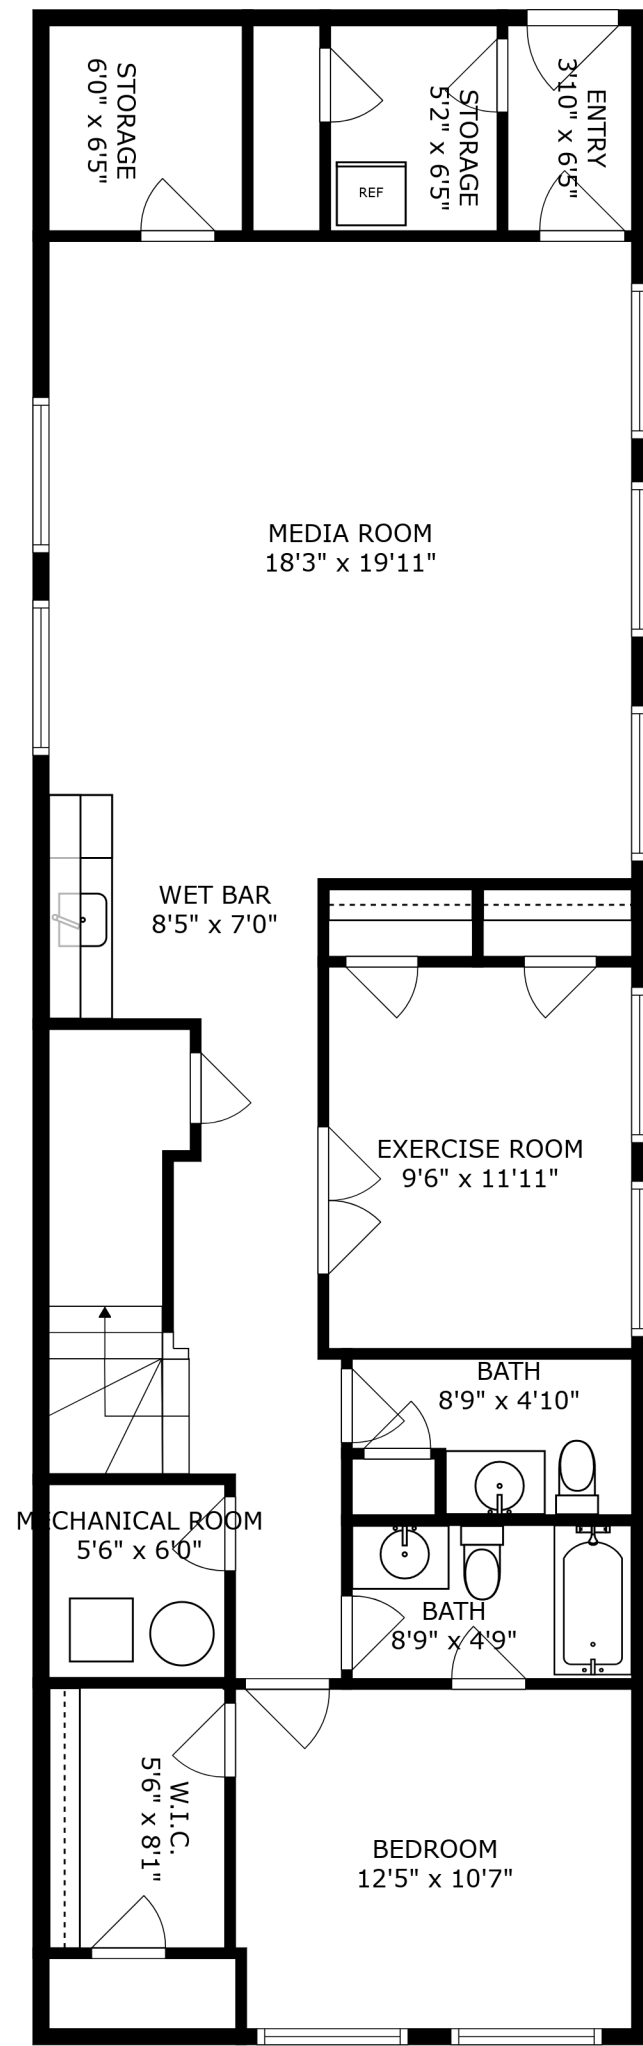 STORAGE
6'0" x 6'5"
STORAGE
5'2" x 6'5"
ENTRY
3'10" x 6'5"
REF
MEDIA ROOM
18'3" x 19'11"
WET BAR
8'5" x 7'0"
EXERCISE ROOM
9'6" x 11'11"
BATH
8'9" x 4'10"
MECHANICAL ROOM
5'6" x 6'0"
BATH
8'9" x 4'9"
W.I.C.
5'6" x 8'1"
BEDROOM
12'5" x 10'7"